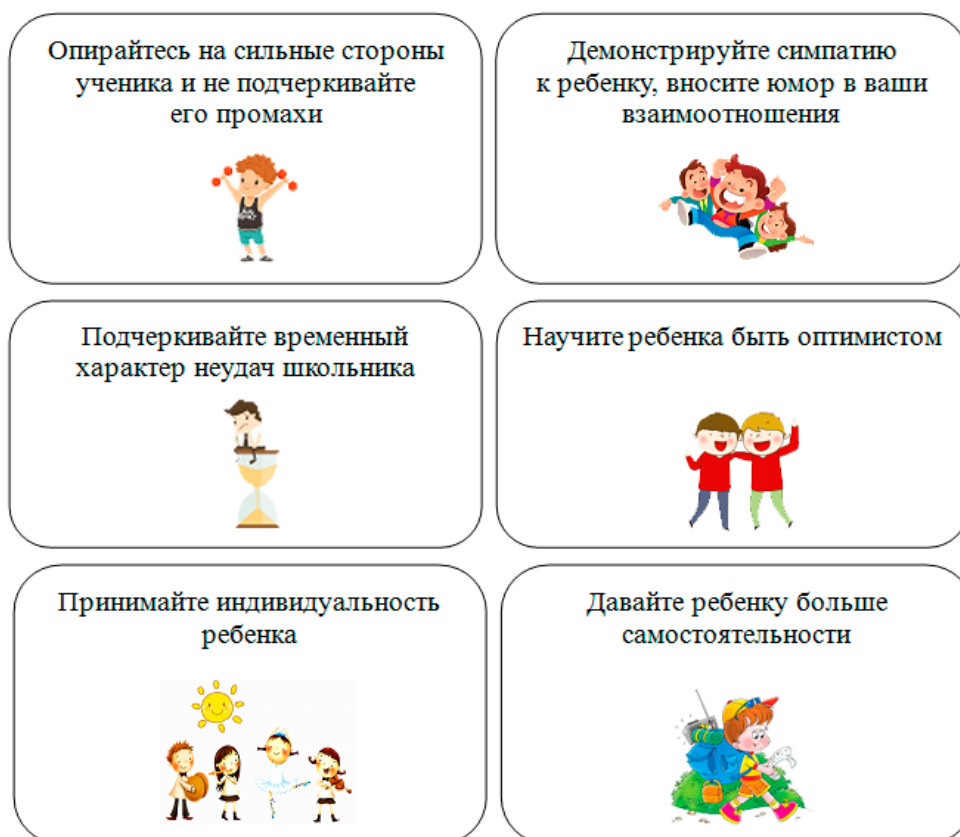 Опирайтесь на сильные стороны
ученика и не подчеркивайте
его промахи
Демонстрируйте симпатию
к ребенку, вносите юмор в ваши
взаимоотношения
Подчеркивайте временный
характер неудач школьника
Научите ребенка быть оптимистом
Принимайте индивидуальность
ребенка
Давайте ребенку больше
самостоятельности